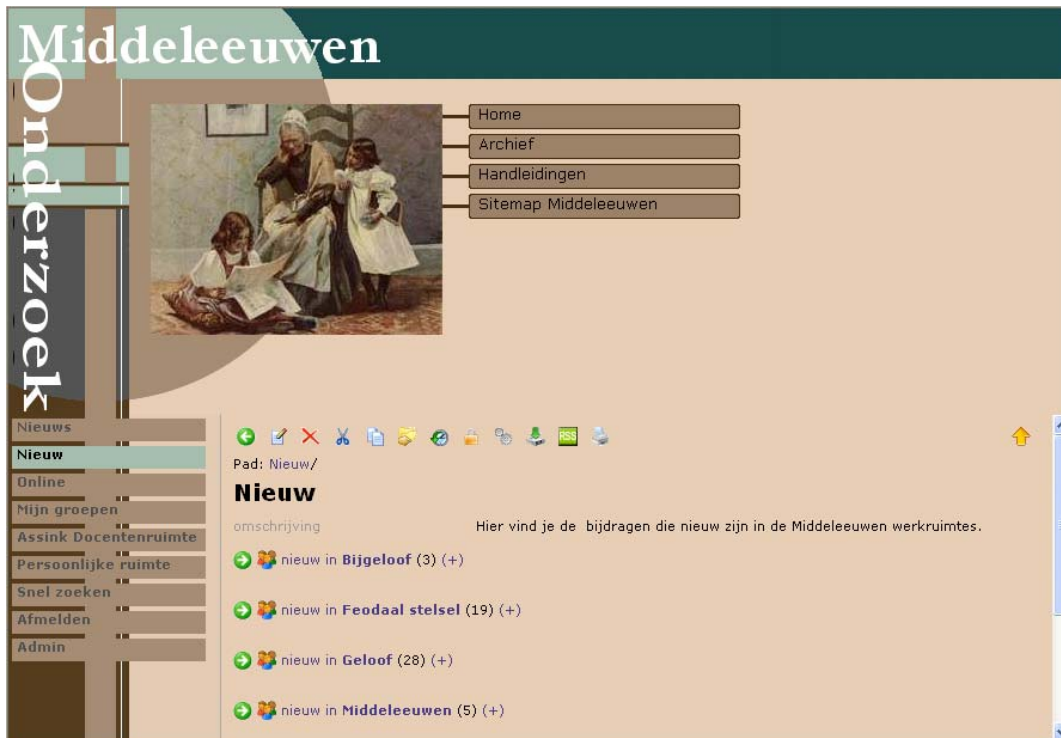 Middeleeuwen
Onderzoek
Home
Archief
Handleidingen
Sitemap Middeleeuwen
Nieuws
Nieuw
Online
Mijn groepen
Assink Docentenruimte
Persoonlijke ruimte
Snel zoeken
Afmelden
Admin
RSS
Pad: Nieuw/
Nieuw
omschrijving Hier vind je de bijdragen die nieuw zijn in de Middeleeuwen werkruimtes.
nieuw in Bijgeloof (3) (+)
nieuw in Feodaal stelsel (19) (+)
nieuw in Geloof (28) (+)
nieuw in Middeleeuwen (5) (+)